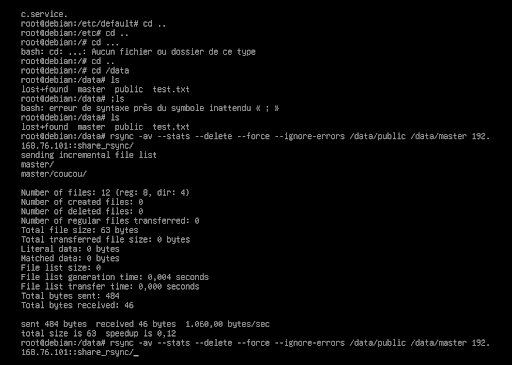 c.service.
root@debian:/etc/default# cd ..
root@debian:/etc# cd ..
root@debian:/# cd ...
bash: cd: ...: Aucun fichier ou dossier de ce type
root@debian:/# cd ..
root@debian:/# cd /data
root@debian:/data# ls
lost+found  master  public  test.txt
root@debian:/data# ;ls
bash: erreur de syntaxe près du symbole inattendu « ; »
root@debian:/data# ls
lost+found  master  public  test.txt
root@debian:/data# rsync -av --stats --delete --force --ignore-errors /data/public /data/master 192.
168.76.101::share_rsync/
sending incremental file list
master/
master/coucou/

Number of files: 12 (reg: 8, dir: 4)
Number of created files: 0
Number of deleted files: 0
Number of regular files transferred: 0
Total file size: 63 bytes
Total transferred file size: 0 bytes
Literal data: 0 bytes
Matched data: 0 bytes
File list size: 0
File list generation time: 0,004 seconds
File list transfer time: 0,000 seconds
Total bytes sent: 484
Total bytes received: 46

sent 484 bytes  received 46 bytes  1.060,00 bytes/sec
total size is 63  speedup is 0,12
root@debian:/data# rsync -av --stats --delete --force --ignore-errors /data/public /data/master 192.
168.76.101::share_rsync/_